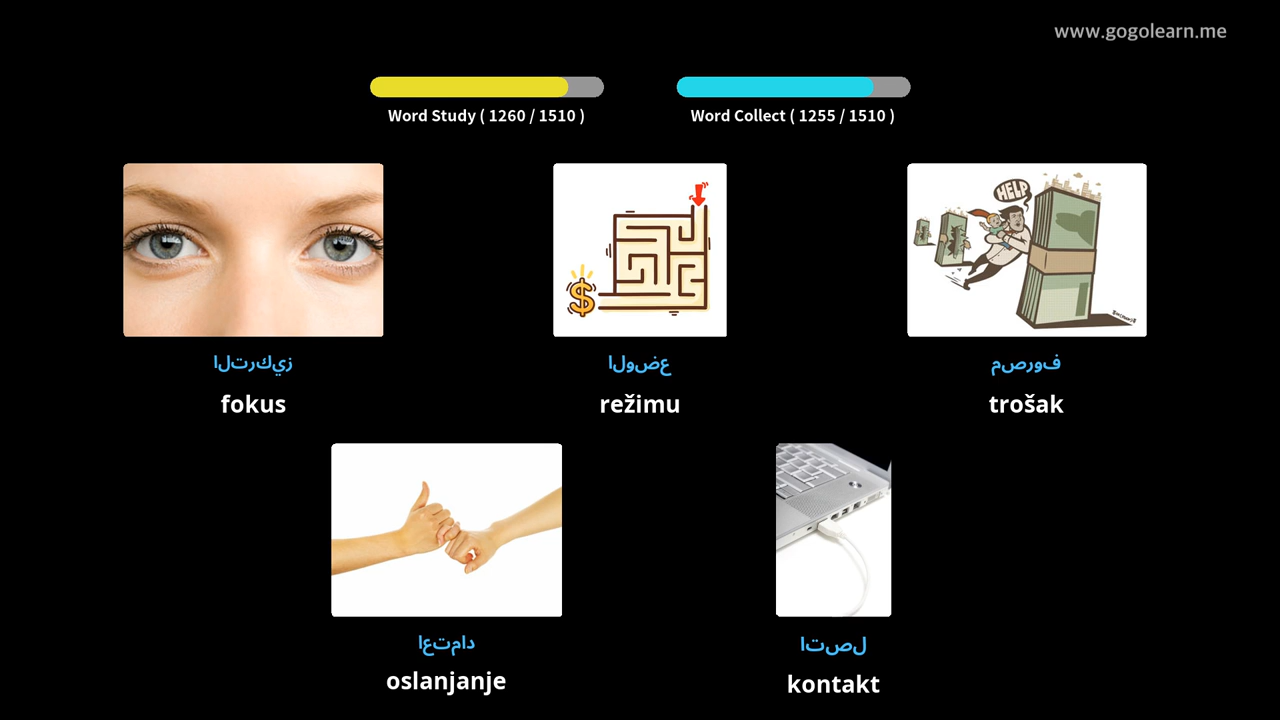 www.gogolearn.me
Word Study ( 1260 / 1510 )
Word Collect ( 1255 / 1510 )
HELP
التركيز
الوضع
مصروف
fokus
režimu
trošak
اعتماد
اتصل
oslanjanje
kontakt